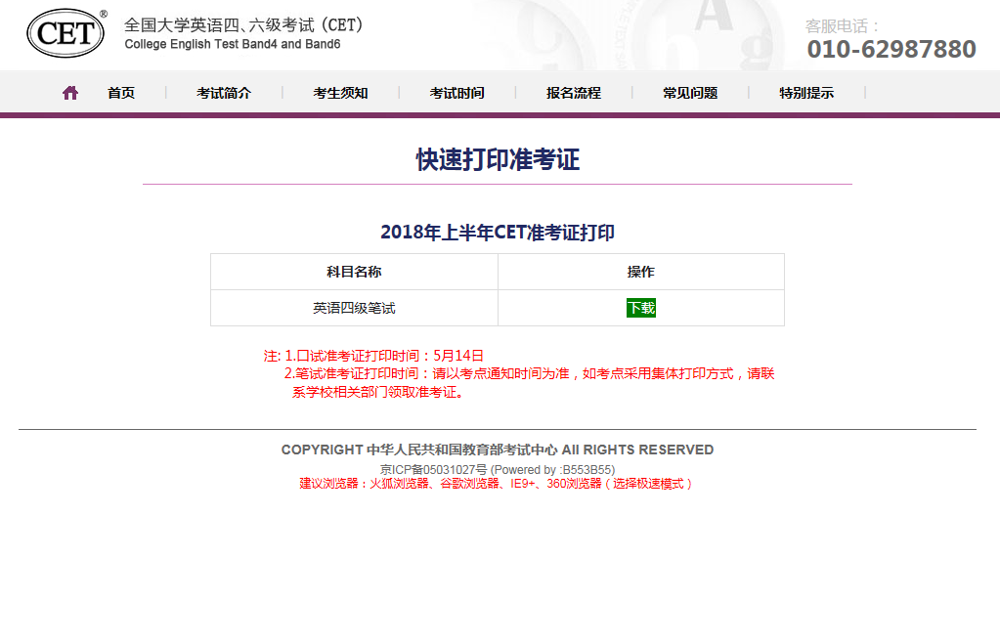 CET®
全国大学英语四、六级考试（CET）
College English Test Band4 and Band6
客服电话：
010-62987880
首页 | 考试简介 | 考生须知 | 考试时间 | 报名流程 | 常见问题 | 特别提示 |
快速打印准考证
2018年上半年CET准考证打印
科目名称 操作
英语四级笔试 下载
注: 1.口试准考证打印时间：5月14日
2.笔试准考证打印时间：请以考点通知时间为准，如考点采用集体打印方式，请联
系学校相关部门领取准考证。
COPYRIGHT 中华人民共和国教育部考试中心 All RIGHTS RESERVED
京ICP备05031027号 (Powered by :B553B55)
建议浏览器：火狐浏览器、谷歌浏览器、IE9+、360浏览器（选择极速模式）